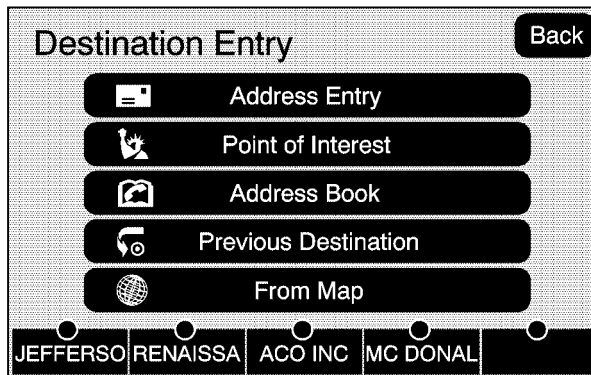 Destination Entry
Back
Address Entry
Point of Interest
Address Book
Previous Destination
From Map
JEFFERSO RENAISSA ACO INC MC DONAL